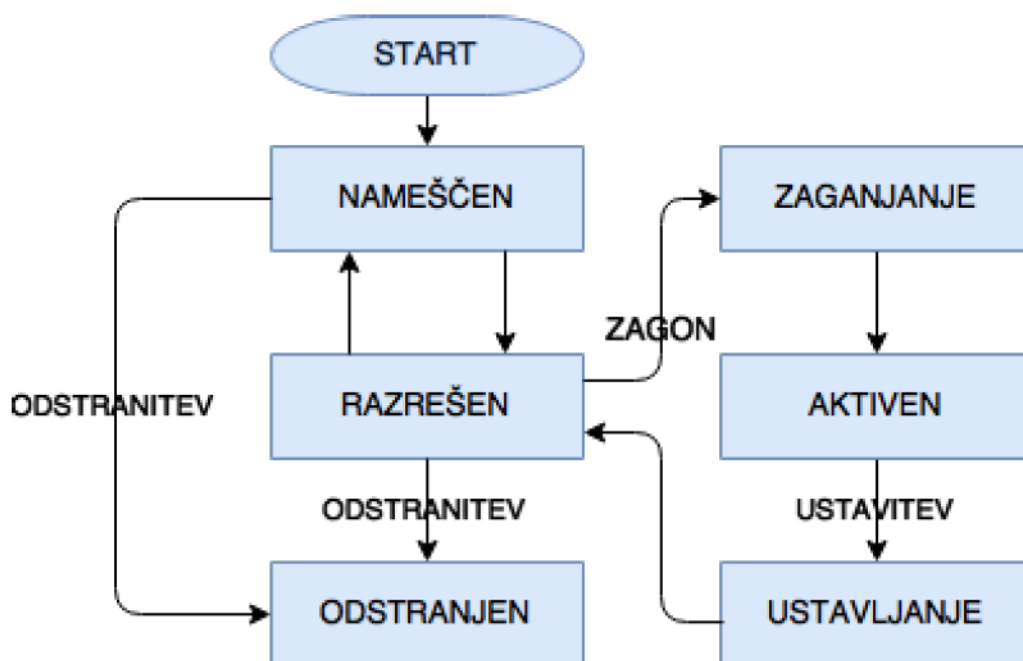 START
NAMEŠČEN
ZAGANJANJE
ZAGON
ODSTRANITEV
RAZREŠEN
AKTIVEN
ODSTRANITEV
USTAVITEV
ODSTRANJEN
USTAVLJANJE